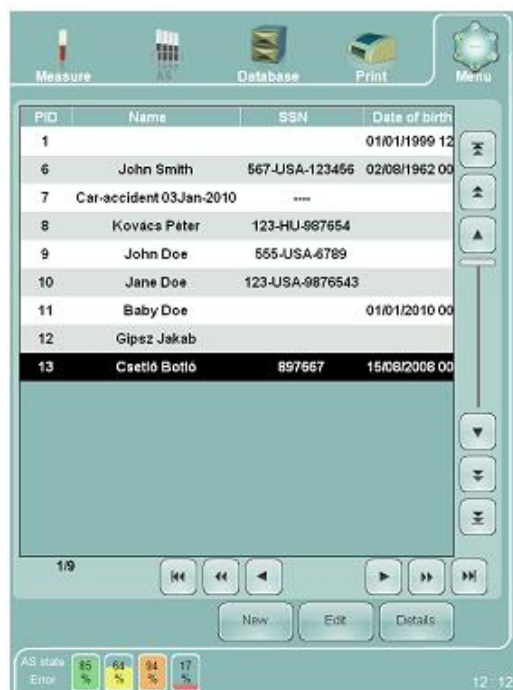 Measure AS Database Print Menu
PID Name SSN Date of birth
1 01/01/1999 12
6 John Smith 567-USA-123456 02/08/1962 00
7 Car-accident 03Jan-2010 ----
8 Kovács Péter 123-HU-987654
9 John Doe 555-USA-6789
10 Jane Doe 123-USA-9876543
11 Baby Doe 01/01/2010 00
12 Gipsz Jakab
13 Csetlő Botló 897667 15/08/2008 00
1/9
New Edit Details
AS state 85 % 64 % 94 % 17 %
Error
12:12